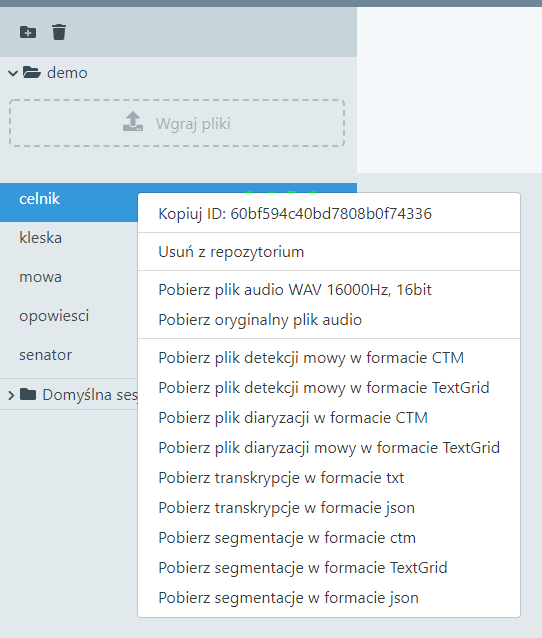 demo
Wgraj pliki
celnik
kleska
mowa
opowiesci
senator
Domyślna ses
Kopiuj ID: 60bf594c40bd7808b0f74336
Usuń z repozytorium
Pobierz plik audio WAV 16000Hz, 16bit
Pobierz oryginalny plik audio
Pobierz plik detekcji mowy w formacie CTM
Pobierz plik detekcji mowy w formacie TextGrid
Pobierz plik diaryzacji w formacie CTM
Pobierz plik diaryzacji mowy w formacie TextGrid
Pobierz transkrypcje w formacie txt
Pobierz transkrypcje w formacie json
Pobierz segmentacje w formacie ctm
Pobierz segmentacje w formacie TextGrid
Pobierz segmentacje w formacie json